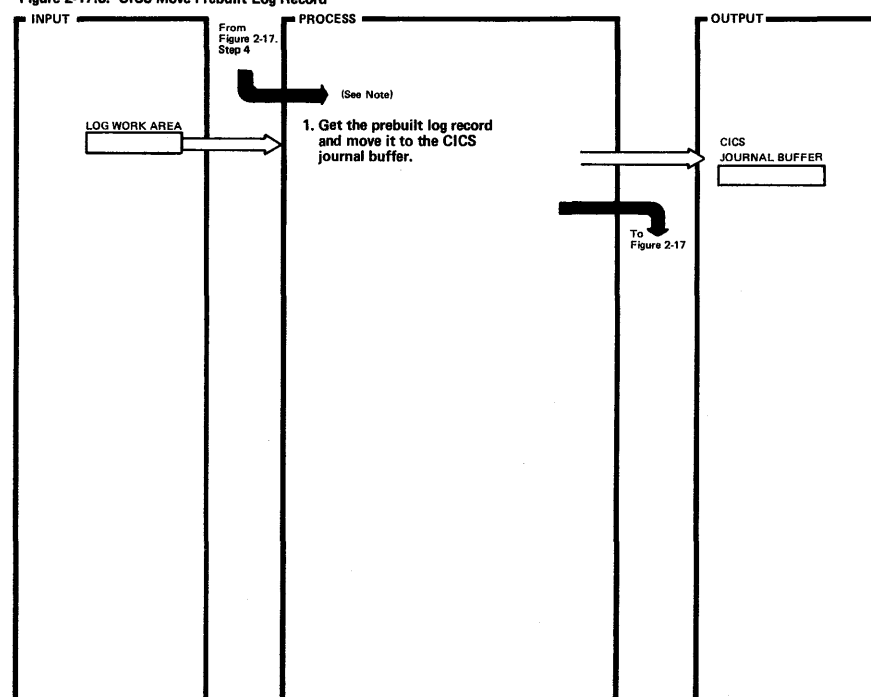 Figure 2-17.3. CICS Move Prebuilt Log Record
INPUT
PROCESS
OUTPUT
From
Figure 2-17.
Step 4
(See Note)
LOG WORK AREA
1. Get the prebuilt log record
and move it to the CICS
journal buffer.
CICS
JOURNAL BUFFER
To
Figure 2-17